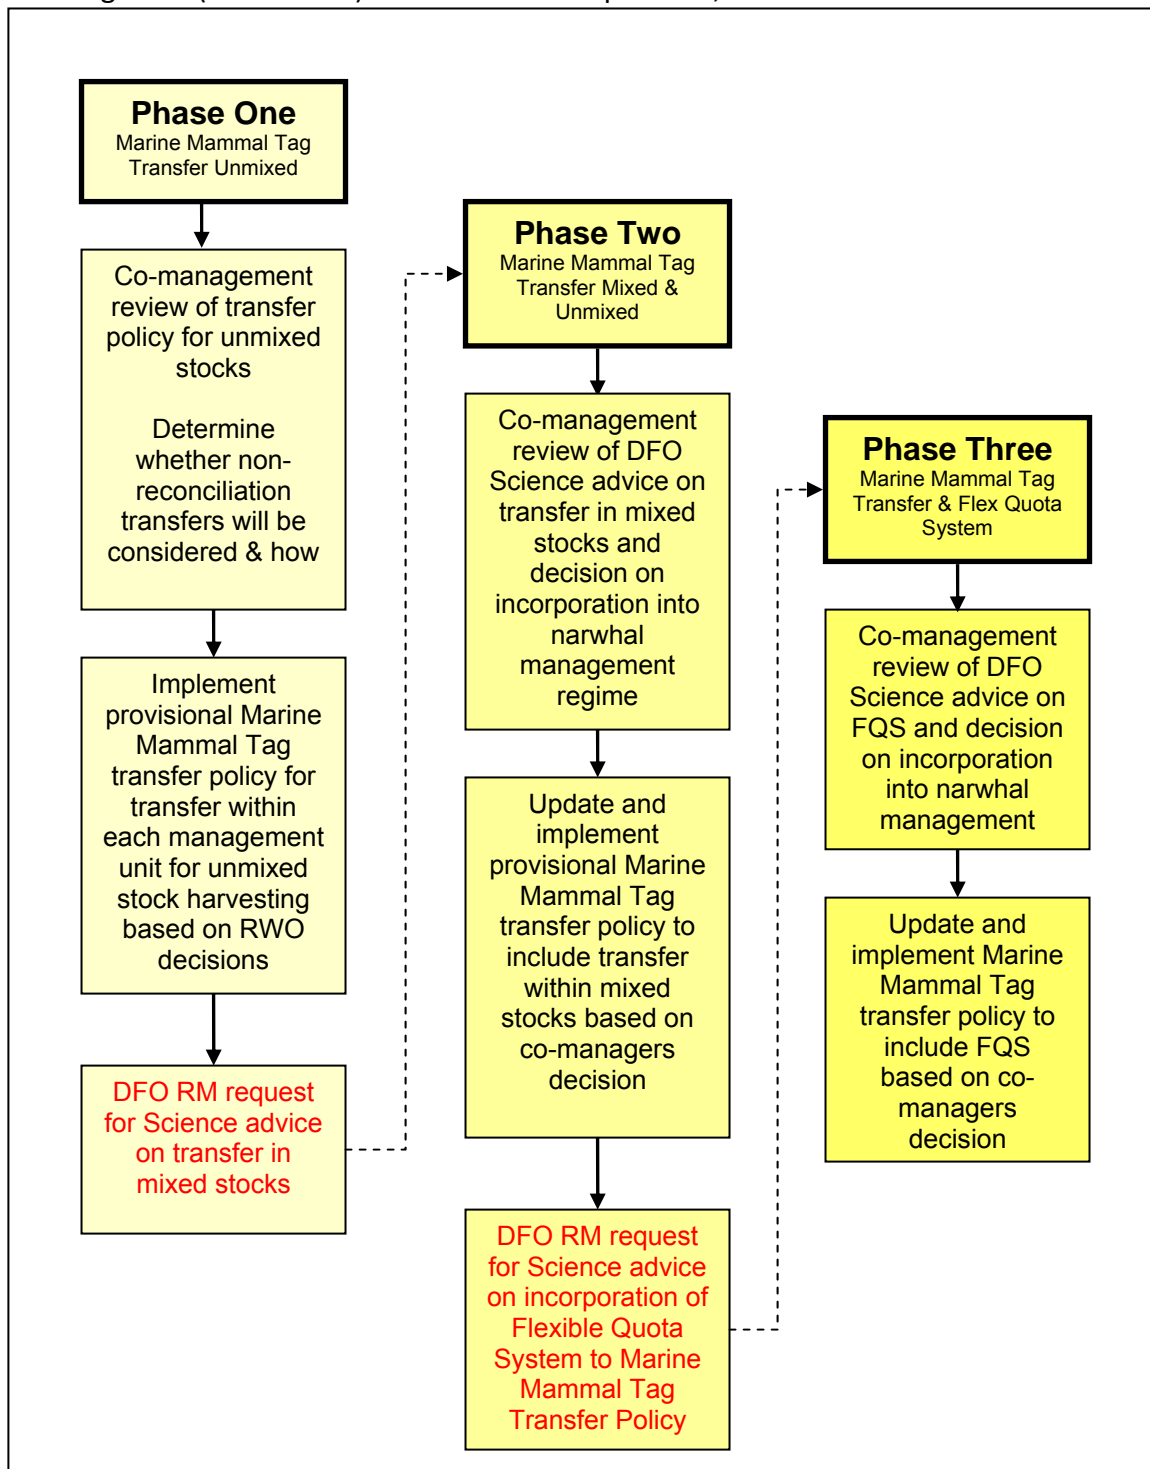 Phase One
Marine Mammal Tag
Transfer Unmixed
Co-management
review of transfer
policy for unmixed
stocks
Determine
whether non-
reconciliation
transfers will be
considered & how
Implement
provisional Marine
Mammal Tag
transfer policy for
transfer within
each management
unit for unmixed
stock harvesting
based on RWO
decisions
DFO RM request
for Science advice
on transfer in
mixed stocks
Phase Two
Marine Mammal Tag
Transfer Mixed &
Unmixed
Co-management
review of DFO
Science advice on
transfer in mixed
stocks and
decision on
incorporation into
narwhal
management
regime
Update and
implement
provisional Marine
Mammal Tag
transfer policy to
include transfer
within mixed
stocks based on
co-managers
decision
DFO RM request
for Science advice
on incorporation of
Flexible Quota
System to Marine
Mammal Tag
Transfer Policy
Phase Three
Marine Mammal Tag
Transfer & Flex Quota
System
Co-management
review of DFO
Science advice on
FQS and decision
on incorporation
into narwhal
management
Update and
implement Marine
Mammal Tag
transfer policy to
include FQS
based on co-
managers
decision